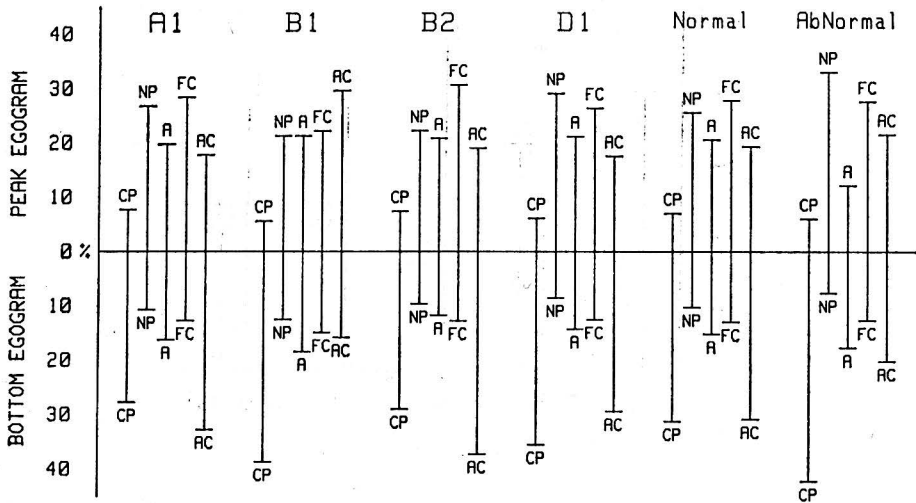 A1 B1 B2 D1 Normal AbNormal
PEAK EGOGRAM
BOTTOM EGOGRAM
40
30
20
10
0 %
10
20
30
40
CP NP A FC AC
CP NP A FC AC
CP NP A FC AC
CP NP A FC AC
CP NP A FC AC
CP NP A FC AC
CP NP A FC AC
CP NP A FC AC
CP NP A FC AC
CP NP A FC AC
CP NP A FC AC
CP NP A FC AC